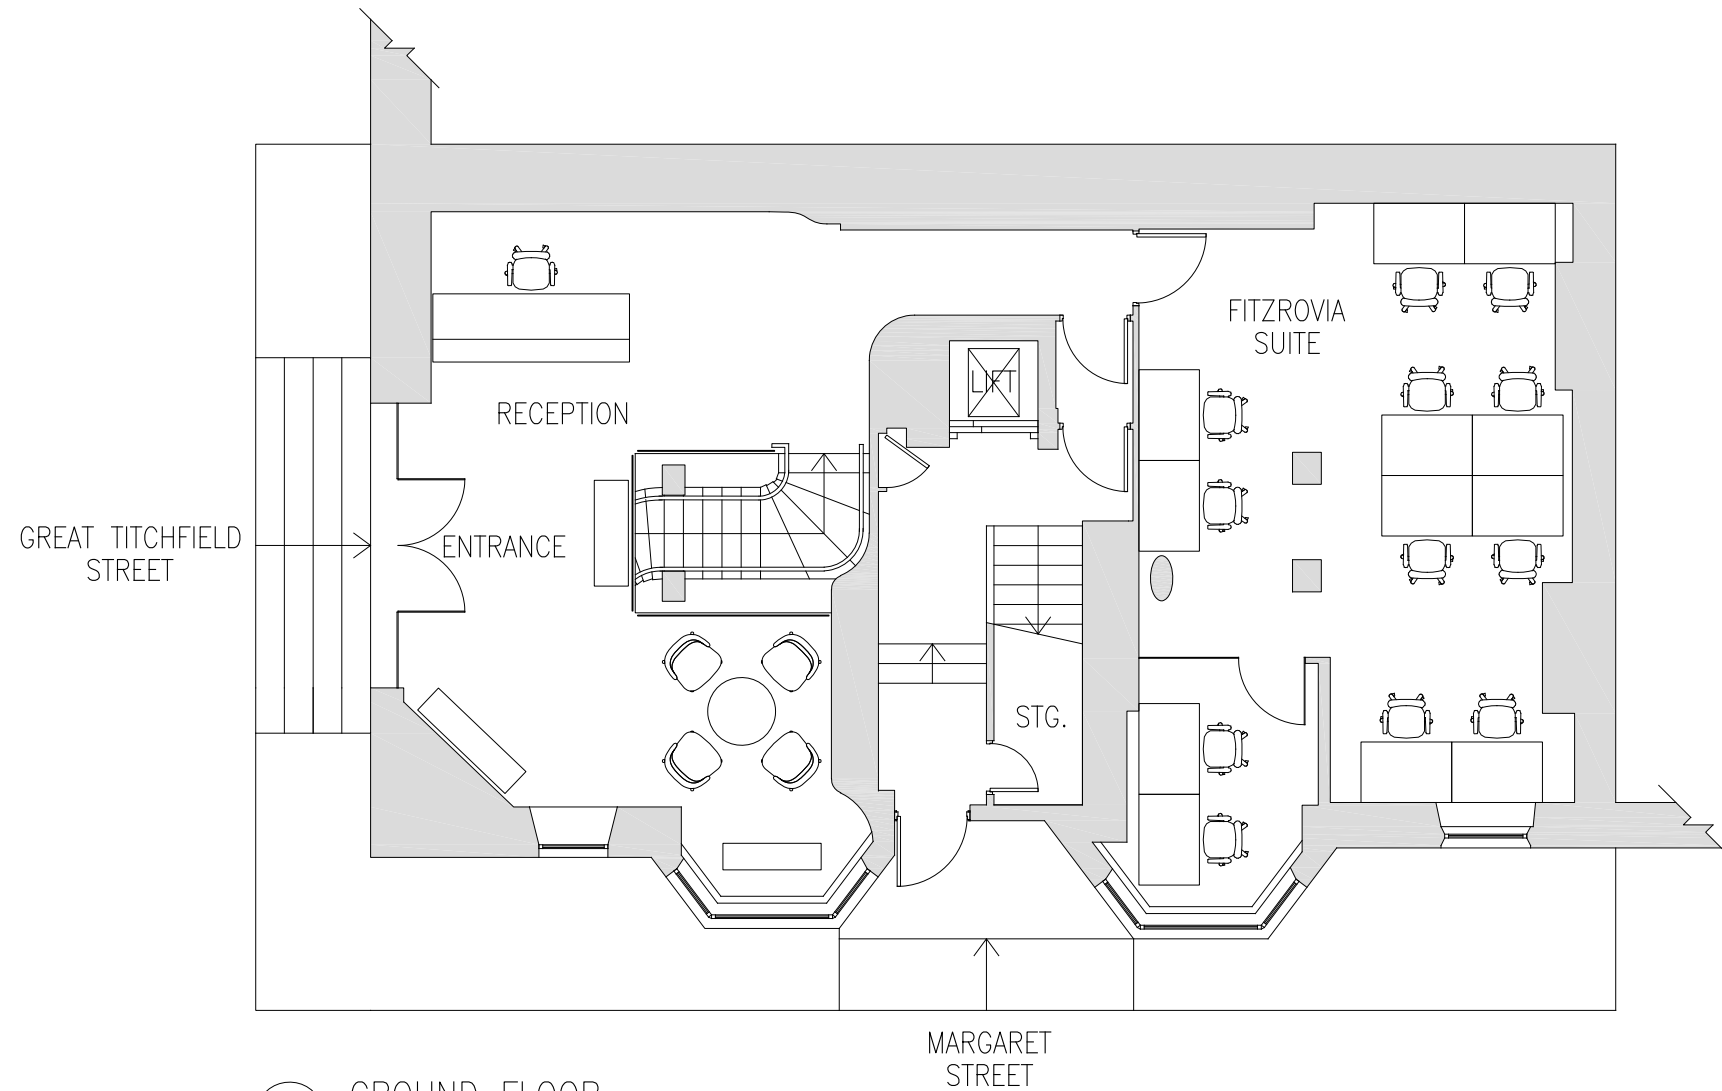 FITZROVIA
SUITE
LIFT
RECEPTION
GREAT TITCHFIELD
STREET
ENTRANCE
STG.
MARGARET
STREET
GROUND FLOOR